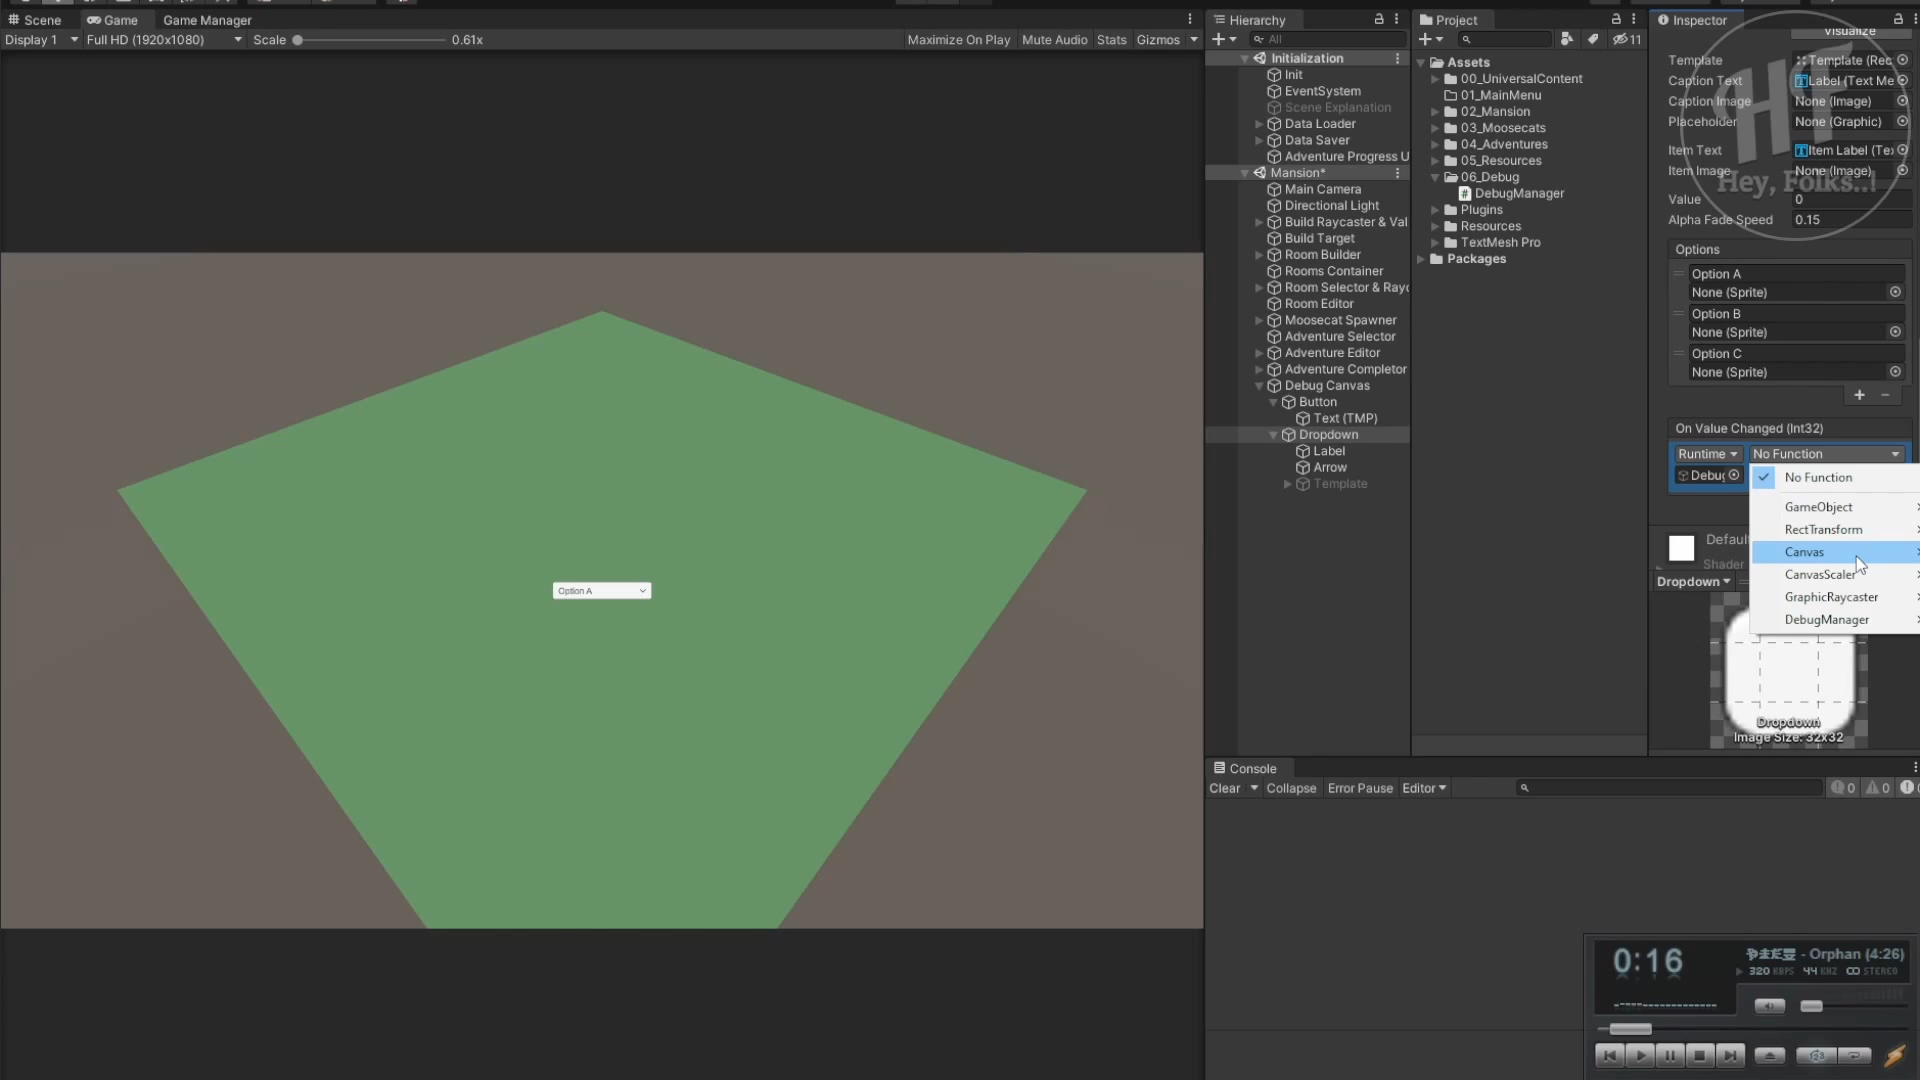 Scene
Game
Game Manager
Display 1
Full HD (1920x1080)
Scale
0.61x
Maximize On Play
Mute Audio
Stats
Gizmos
Option A
Hierarchy
All
Initialization
Init
EventSystem
Scene Explanation
Data Loader
Data Saver
Adventure Progress U
Mansion*
Main Camera
Directional Light
Build Raycaster & Val
Build Target
Room Builder
Rooms Container
Room Selector & Rayc
Room Editor
Moosecat Spawner
Adventure Selector
Adventure Editor
Adventure Completor
Debug Canvas
Button
Text (TMP)
Dropdown
Label
Arrow
Template
Project
11
Assets
00_UniversalContent
01_MainMenu
02_Mansion
03_Moosecats
04_Adventures
05_Resources
06_Debug
DebugManager
Plugins
Resources
TextMesh Pro
Packages
Inspector
Visualize
Template
Template (Rec
Caption Text
Label (Text Me
Caption Image
None (Image)
Placeholder
None (Graphic)
Item Text
Item Label (Te
Item Image
None (Image)
Value
0
Alpha Fade Speed
0.15
HF
Hey, Folks..!
Options
Option A
None (Sprite)
Option B
None (Sprite)
Option C
None (Sprite)
On Value Changed (Int32)
Runtime
No Function
Debug
No Function
GameObject
RectTransform
Canvas
CanvasScaler
GraphicRaycaster
DebugManager
Defaul
Shader
Dropdown
Dropdown
Image Size: 32x32
Console
Clear
Collapse
Error Pause
Editor
0
0
0:16
- Orphan (4:26)
320 KBPS 44 KHZ STEREO